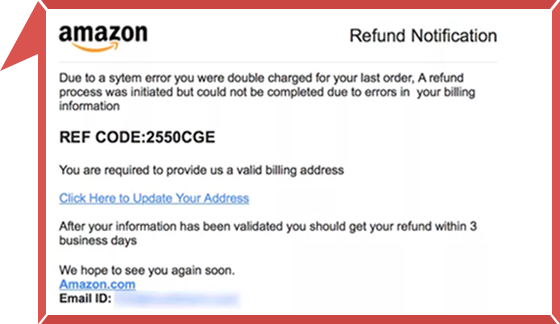 amazon
Refund Notification
Due to a sytem error you were double charged for your last order, A refund
process was initiated but could not be completed due to errors in your billing
information
REF CODE:2550CGE
You are required to provide us a valid billing address
Click Here to Update Your Address
After your information has been validated you should get your refund within 3
business days
We hope to see you again soon.
Amazon.com
Email ID: